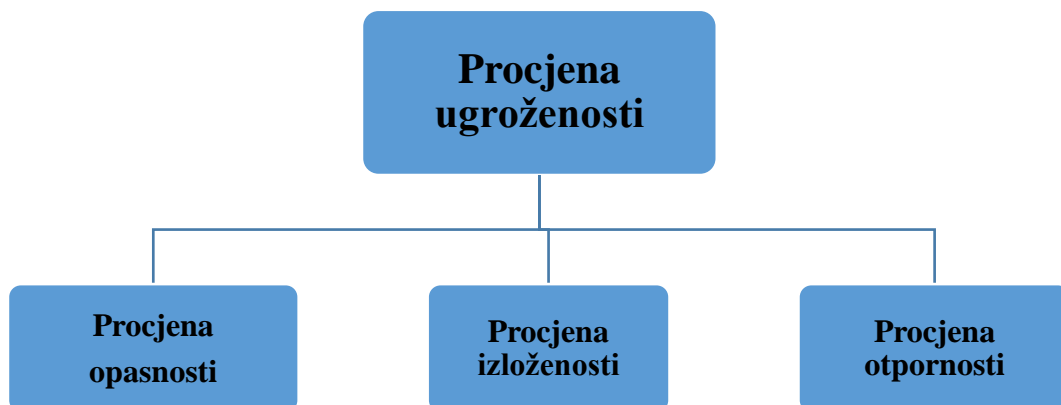 Procjena
ugroženosti
Procjena
opasnosti
Procjena
izloženosti
Procjena
otpornosti